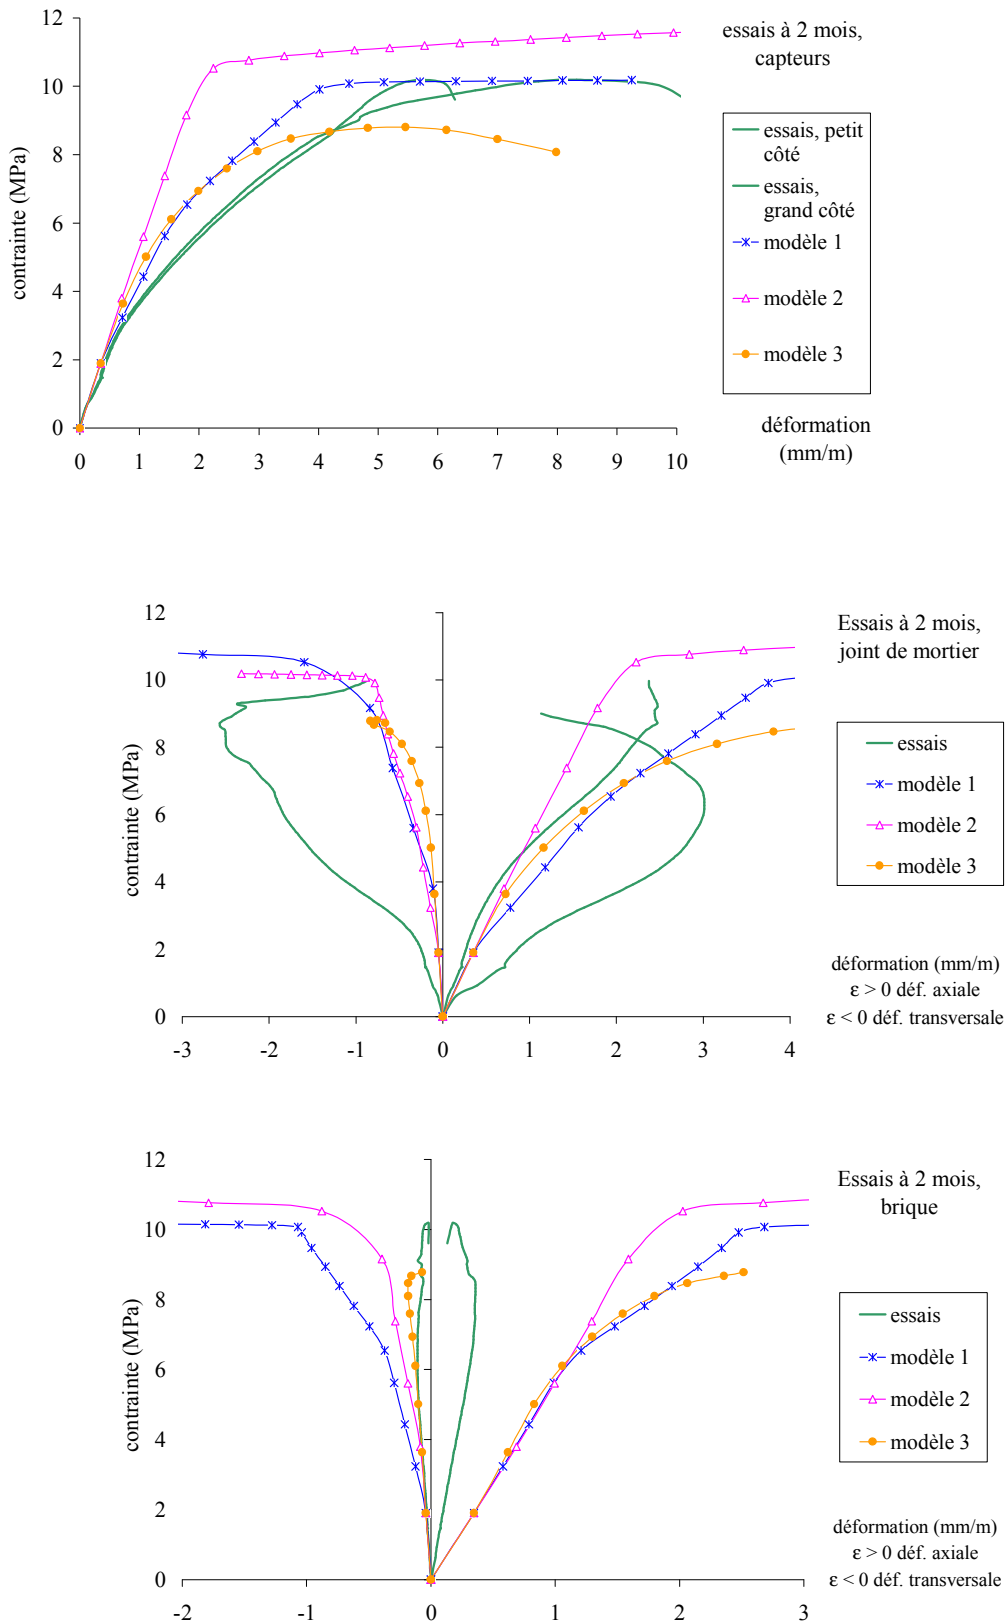 12
10
8
6
4
2
0
contrainte (MPa)
0 1 2 3 4 5 6 7 8 9 10
essais à 2 mois,
capteurs
essais, petit
côté
essais,
grand côté
modèle 1
modèle 2
modèle 3
déformation
(mm/m)
12
10
8
6
4
2
0
contrainte (MPa)
-3 -2 -1 0 1 2 3 4
Essais à 2 mois,
joint de mortier
essais
modèle 1
modèle 2
modèle 3
déformation (mm/m)
ε > 0 déf. axiale
ε < 0 déf. transversale
12
10
8
6
4
2
0
contrainte (MPa)
-2 -1 0 1 2 3
Essais à 2 mois,
brique
essais
modèle 1
modèle 2
modèle 3
déformation (mm/m)
ε > 0 déf. axiale
ε < 0 déf. transversale